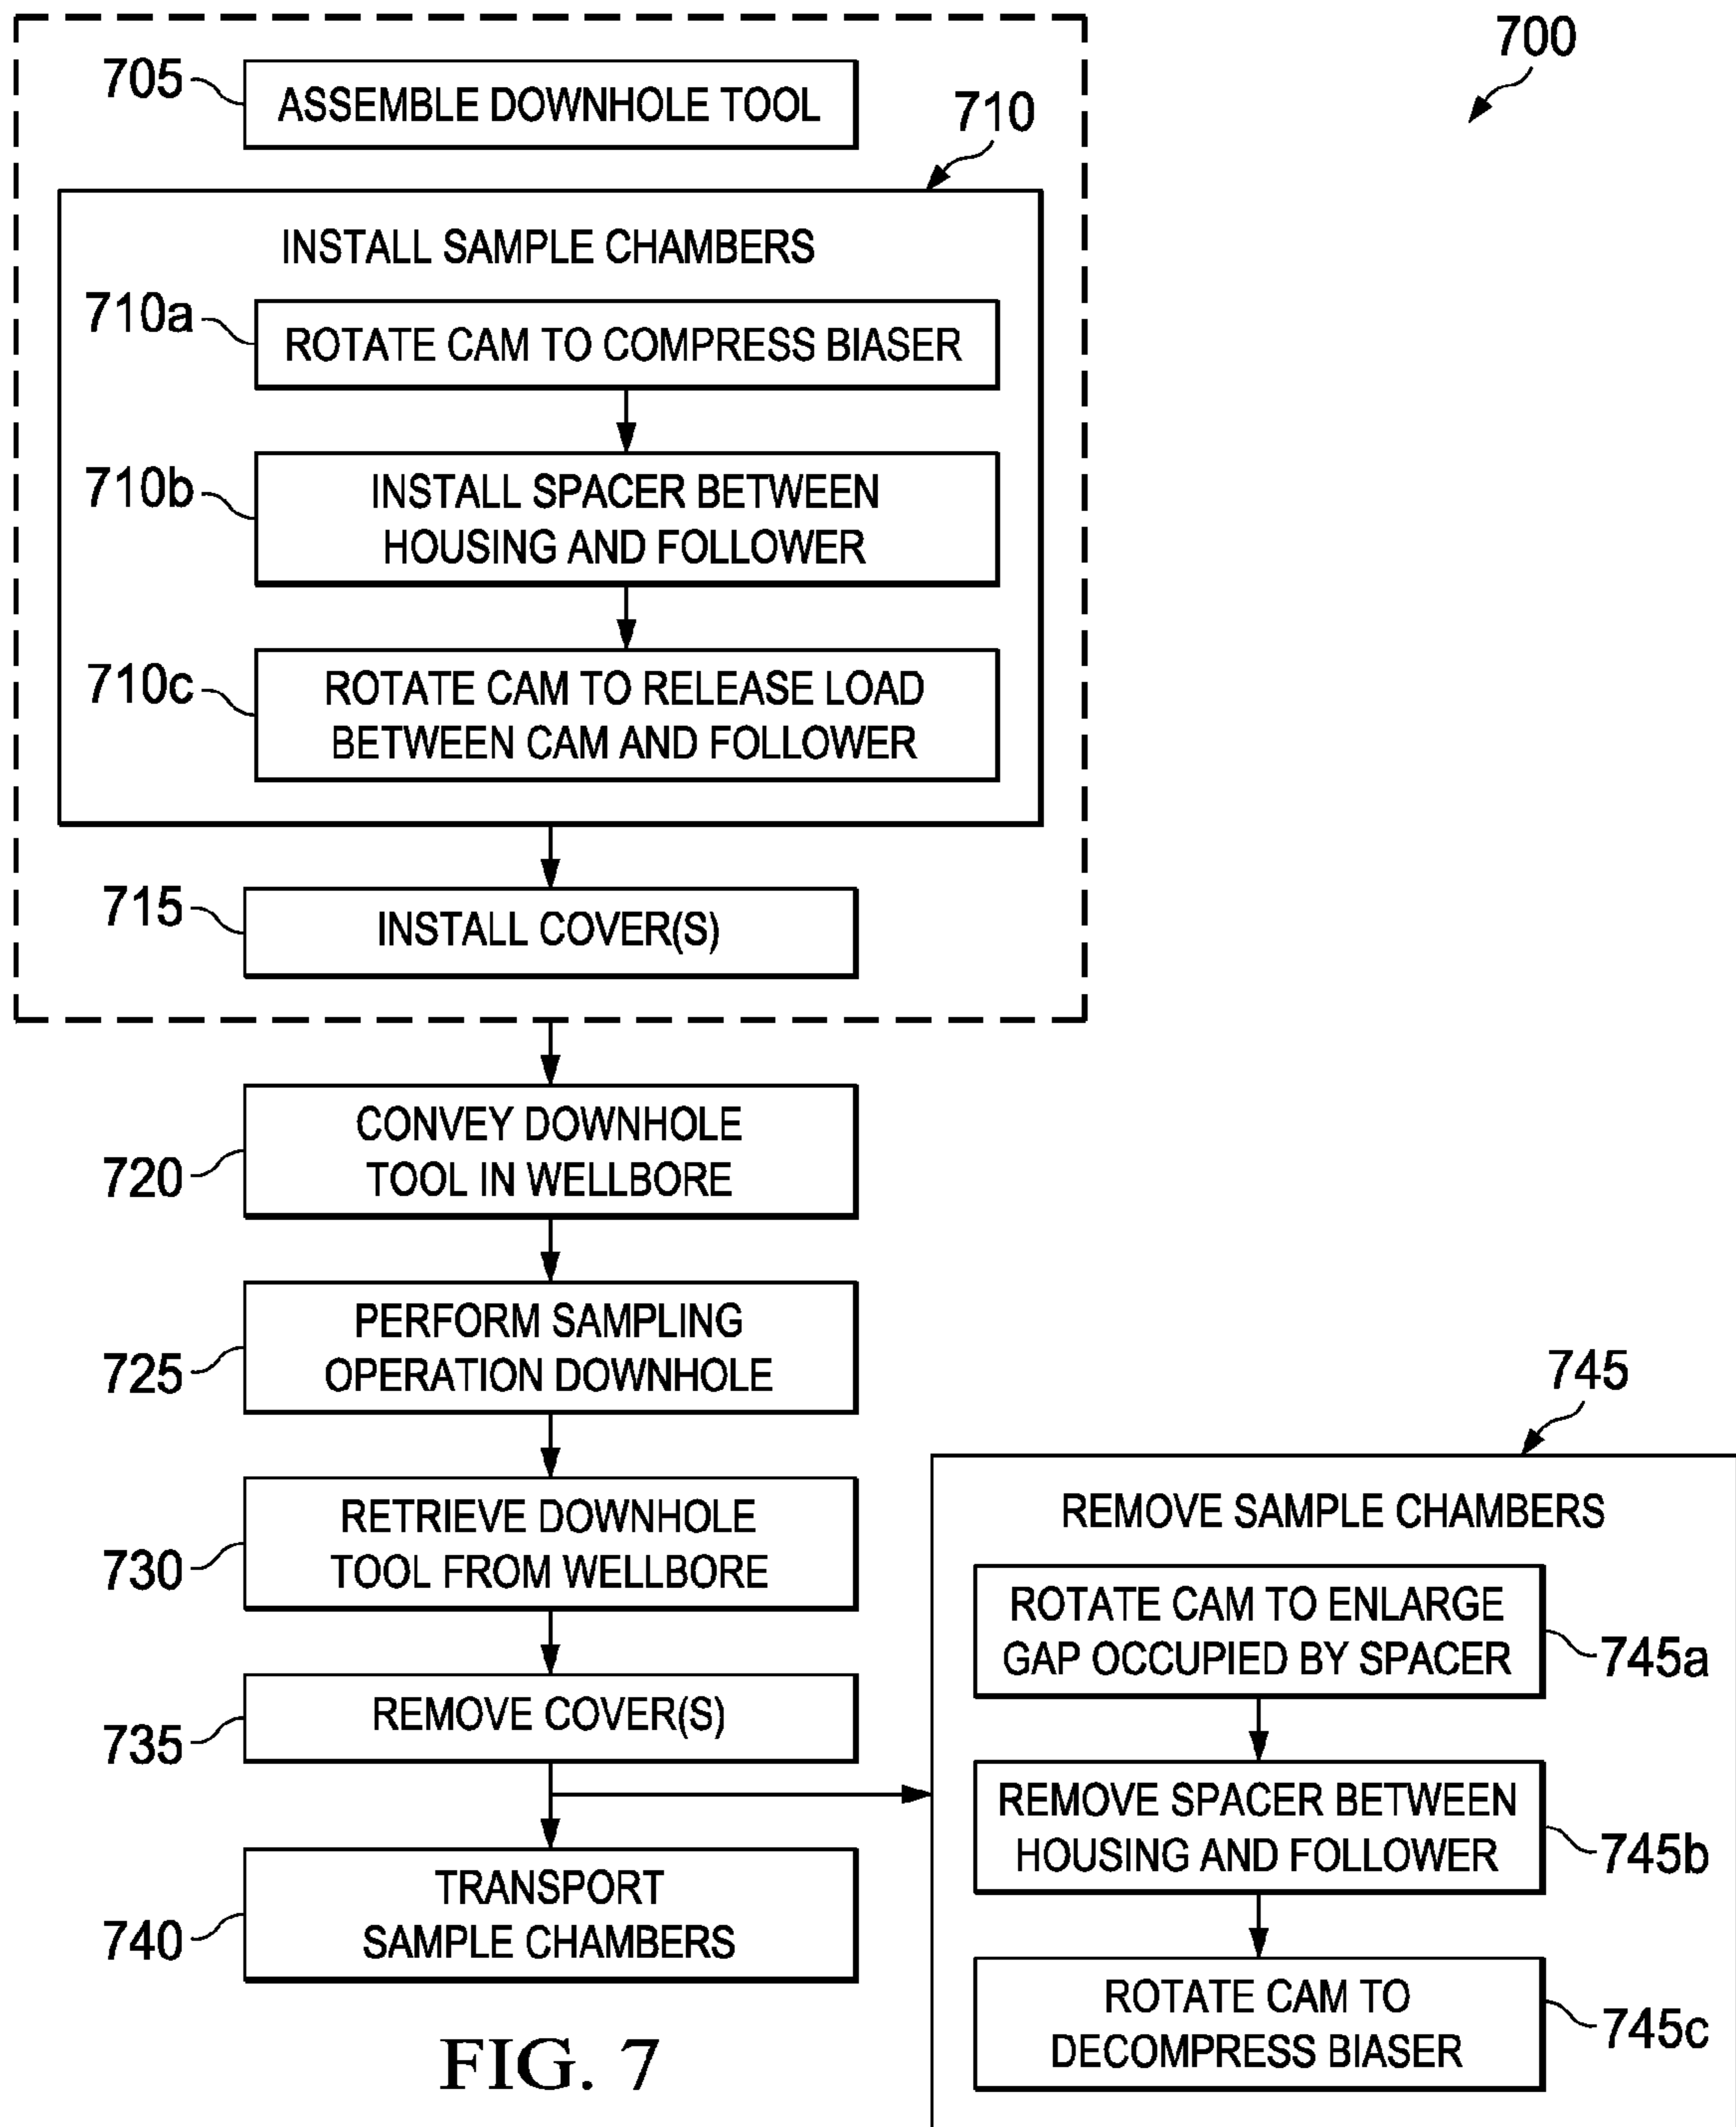 700
705
ASSEMBLE DOWNHOLE TOOL
710
INSTALL SAMPLE CHAMBERS
710a
ROTATE CAM TO COMPRESS BIASER
710b
INSTALL SPACER BETWEEN
HOUSING AND FOLLOWER
710c
ROTATE CAM TO RELEASE LOAD
BETWEEN CAM AND FOLLOWER
715
INSTALL COVER(S)
720
CONVEY DOWNHOLE
TOOL IN WELLBORE
725
PERFORM SAMPLING
OPERATION DOWNHOLE
730
RETRIEVE DOWNHOLE
TOOL FROM WELLBORE
735
REMOVE COVER(S)
740
TRANSPORT
SAMPLE CHAMBERS
745
REMOVE SAMPLE CHAMBERS
ROTATE CAM TO ENLARGE
GAP OCCUPIED BY SPACER
745a
REMOVE SPACER BETWEEN
HOUSING AND FOLLOWER
745b
ROTATE CAM TO
DECOMPRESS BIASER
745c
FIG. 7